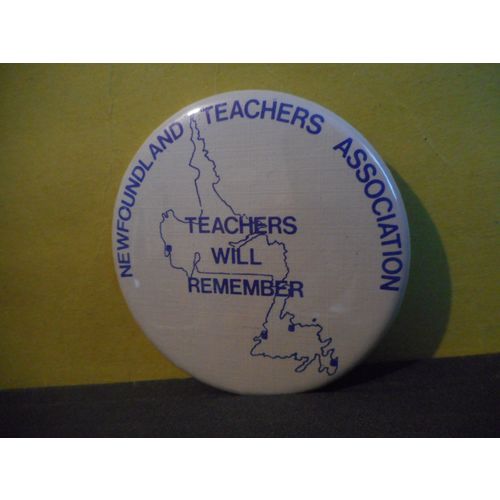 NEWFOUNDLAND TEACHERS ASSOCIATION
TEACHERS
WILL
REMEMBER